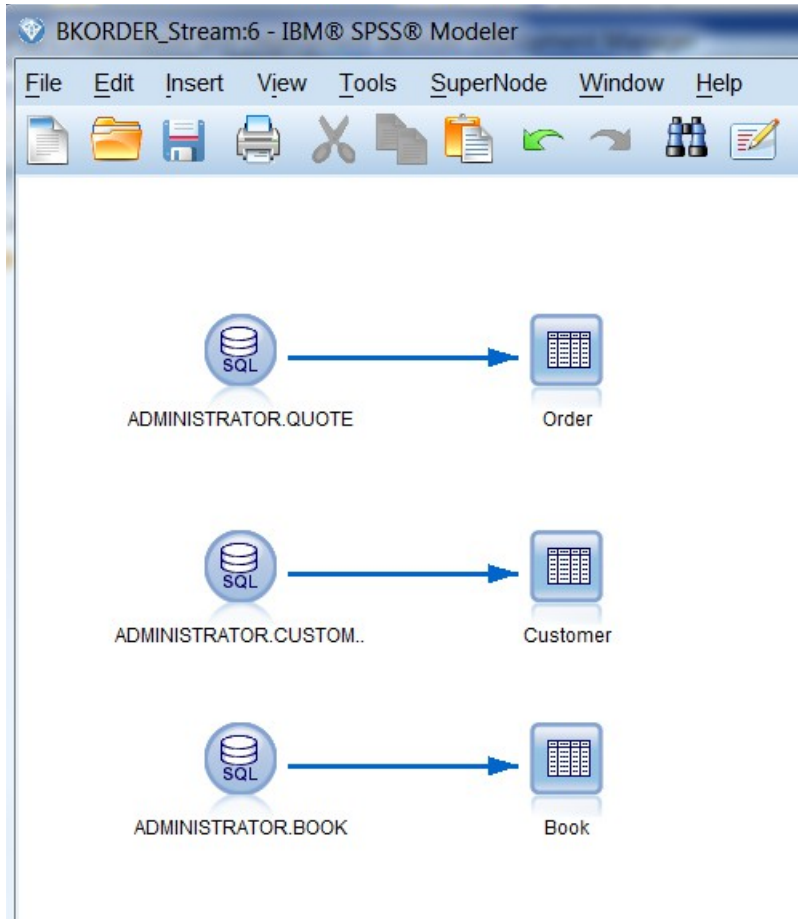 BKORDER_Stream:6 - IBM® SPSS® Modeler
File Edit Insert View Tools SuperNode Window Help
SQL
ADMINISTRATOR.QUOTE Order
SQL
ADMINISTRATOR.CUSTOM.. Customer
SQL
ADMINISTRATOR.BOOK Book